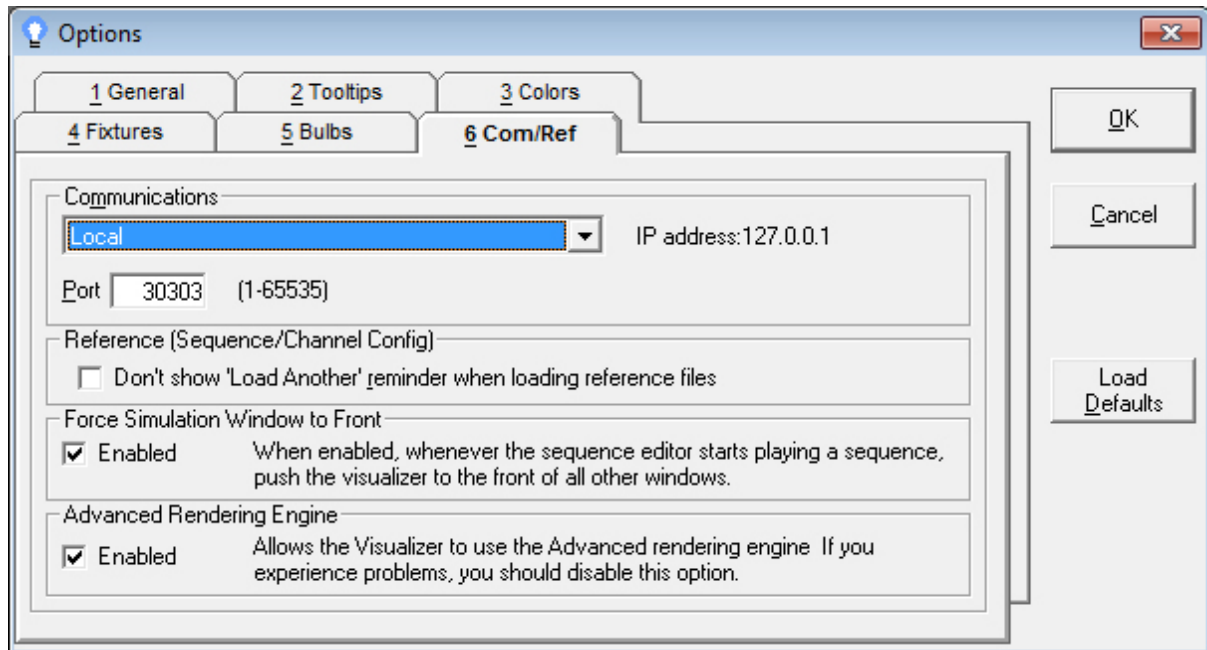 Options
1 General
2 Tooltips
3 Colors
4 Fixtures
5 Bulbs
6 Com/Ref
OK
Cancel
Load
Defaults
Communications
Local
IP address:127.0.0.1
Port 30303 (1-65535)
Reference (Sequence/Channel Config)
Don't show 'Load Another' reminder when loading reference files
Force Simulation Window to Front
Enabled
When enabled, whenever the sequence editor starts playing a sequence,
push the visualizer to the front of all other windows.
Advanced Rendering Engine
Enabled
Allows the Visualizer to use the Advanced rendering engine  If you
experience problems, you should disable this option.